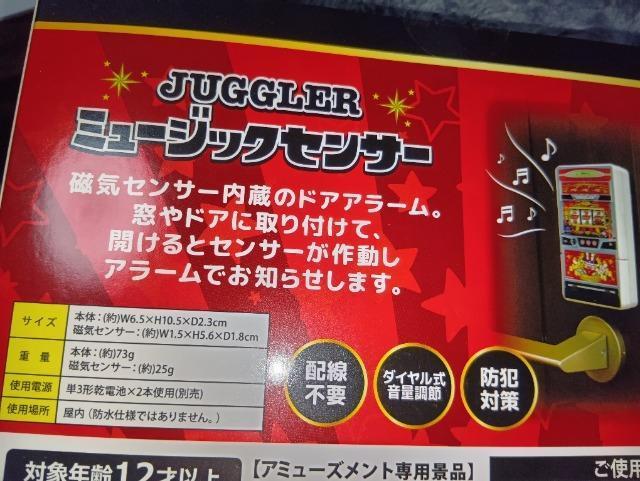 JUGGLER
ミュージックセンサー
磁気センサー内蔵のドアアラーム。
窓やドアに取り付けて、
開けるとセンサーが作動し
アラームでお知らせします。
サイズ 本体：(約)W6.5×H10.5×D2.3cm
磁気センサー：(約)W1.5×H5.6×D1.8cm
重量 本体：(約)73g
磁気センサー：(約)25g
使用電源 単3形乾電池×2本使用(別売)
使用場所 屋内（防水仕様ではありません。）
配線
不要
ダイヤル式
音量調節
防犯
対策
対象年齢12才以上
【アミューズメント専用景品】
ご使用